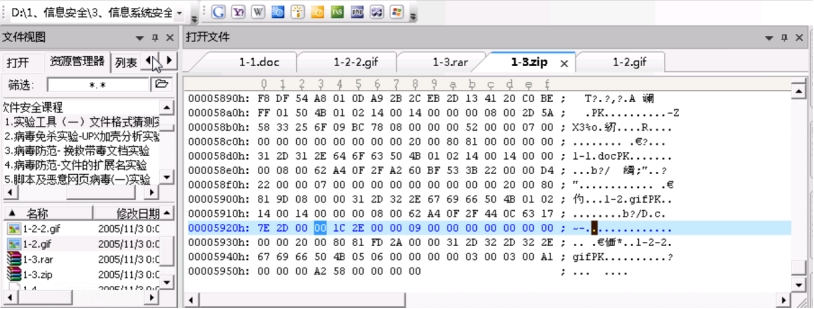 D:\1、信息安全\3、信息系统安全
文件视图
打开 资源管理器 列表
筛选: *.*
文件安全课程
1.实验工具（一）文件格式猜测实
2.病毒免杀实验-UPX加壳分析实
4.病毒防范- 挽救带毒文档实验
5.病毒防范-文件的扩展名实验
5.脚本及恶意网页病毒(一)实验
名称 修改日期
1-2-2.gif 2005/11/3 0:0
1-2.gif 2005/11/3 0:0
1-3.rar 2005/11/3 0:0
1-3.zip 2005/11/3 0:0
打开文件
1-1.doc 1-2-2.gif 1-3.rar 1-3.zip 1-2.gif
0 1 2 3 4 5 6 7 8 9 a b c d e f
00005890h: F8 DF 54 A8 01 0D A9 2B 2C EB 2D 13 41 20 C0 BE ;
000058a0h: FF 01 50 4B 01 02 14 00 14 00 00 00 08 00 2D 5A ; .PK..........-Z
000058b0h: 58 33 25 6F 09 BC 78 08 00 00 00 52 00 00 07 00 ; X3%o.紉....R....
000058c0h: 00 00 00 00 00 00 00 00 20 00 80 81 00 00 00 00 ; ........ .€?...
000058d0h: 31 2D 31 2E 64 6F 63 50 4B 01 02 14 00 14 00 00 ; 1-1.docPK.......
000058e0h: 00 08 00 62 A4 0F 2F A2 60 BF 53 3B 22 00 00 D4 ;
000058f0h: 22 00 00 07 00 00 00 00 00 00 00 00 00 20 00 80 ; "............ .€
00005900h: 81 9D 08 00 00 31 2D 32 2E 67 69 66 50 4B 01 02 ; ...1-2.gifPK..
00005910h: 14 00 14 00 00 00 08 00 62 A4 0F 2F 44 0C 63 17 ; ........b?/D.c.
00005920h: 7E 2D 00 00 1C 2E 00 00 09 00 00 00 00 00 00 00 ; ~-..............
00005930h: 00 00 20 00 80 81 FD 2A 00 00 31 2D 32 2D 32 2E ; .. .€恦*..1-2-2.
00005940h: 67 69 66 50 4B 05 06 00 00 00 00 03 00 03 00 A1 ; gifPK..........?
00005950h: 00 00 00 A2 58 00 00 00 00 ;